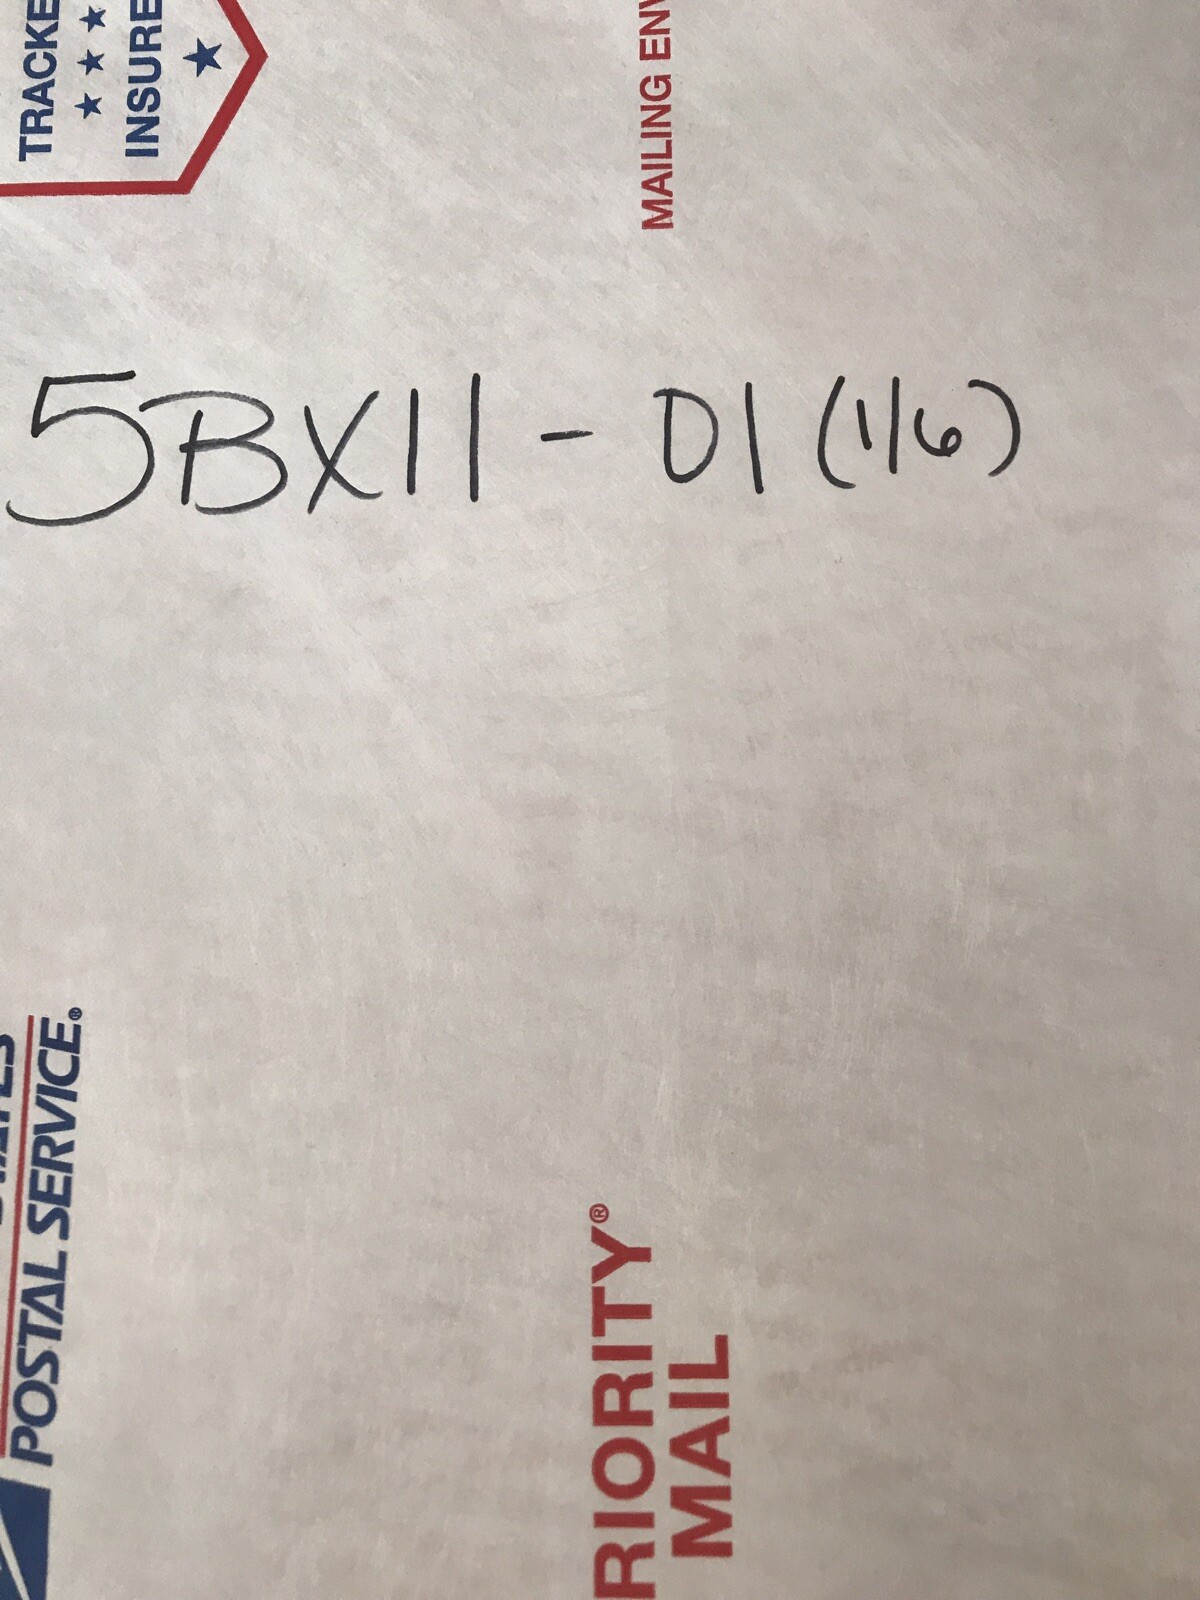 TRACKE
INSURE
MAILING ENV
5BX11 - 01 (1/6)
POSTAL SERVICE®
RIORITY®
MAIL